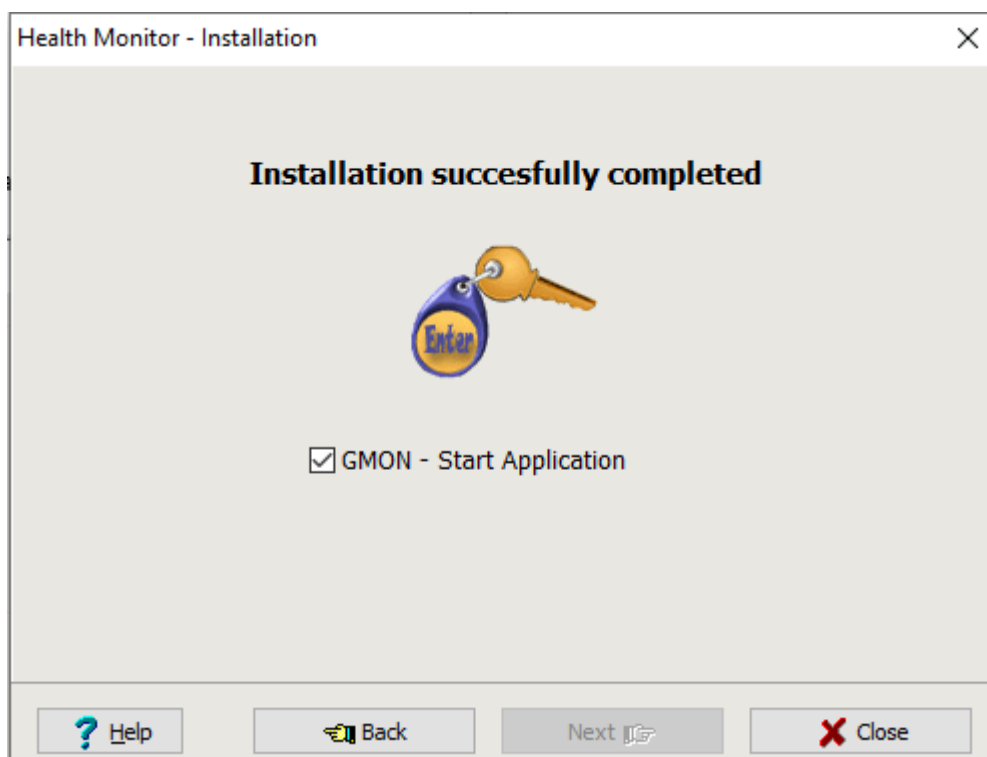 Health Monitor - Installation
Installation succesfully completed
Enter
GMON - Start Application
Help Back Next Close